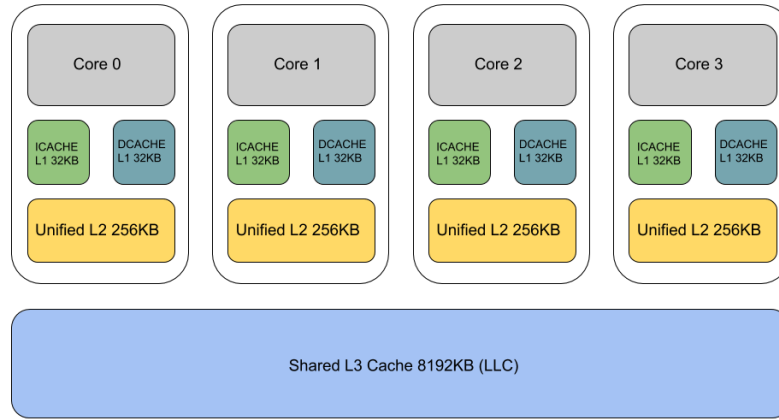 Core 0
Core 1
Core 2
Core 3
ICACHE
L1 32KB
DCACHE
L1 32KB
ICACHE
L1 32KB
DCACHE
L1 32KB
ICACHE
L1 32KB
DCACHE
L1 32KB
ICACHE
L1 32KB
DCACHE
L1 32KB
Unified L2 256KB
Unified L2 256KB
Unified L2 256KB
Unified L2 256KB
Shared L3 Cache 8192KB (LLC)